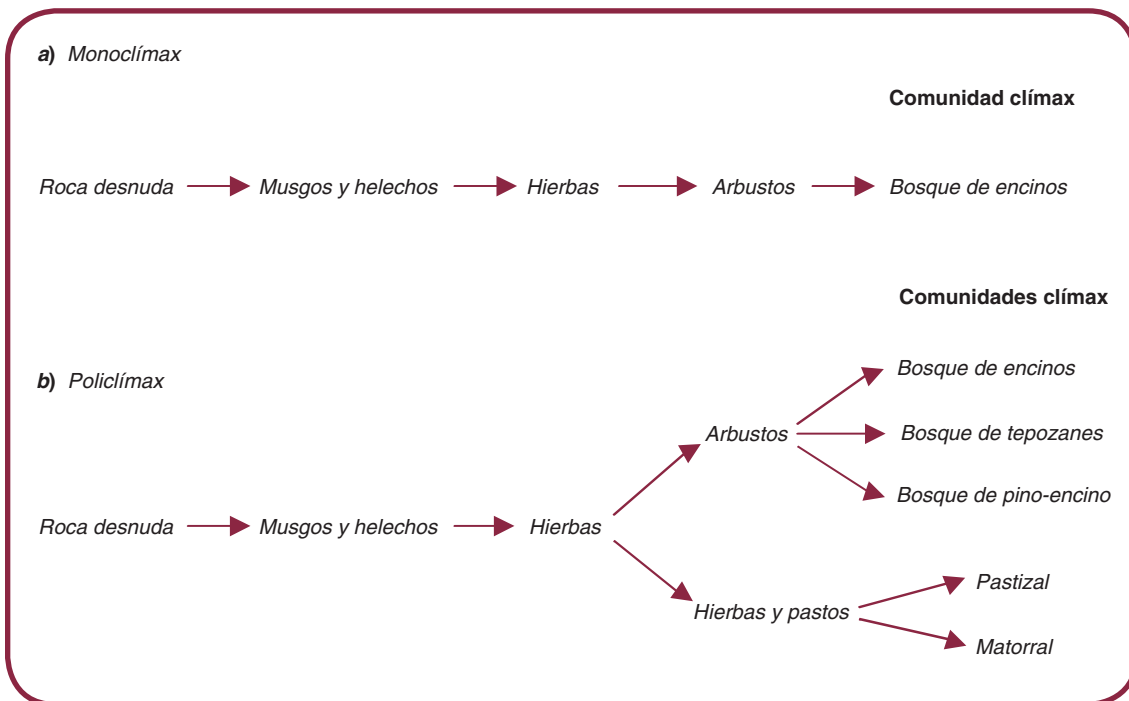 a) Monoclímax
Comunidad clímax
Roca desnuda Musgos y helechos Hierbas Arbustos Bosque de encinos
Comunidades clímax
b) Policlímax
Bosque de encinos
Arbustos Bosque de tepozanes
Bosque de pino-encino
Roca desnuda Musgos y helechos Hierbas
Pastizal
Hierbas y pastos
Matorral